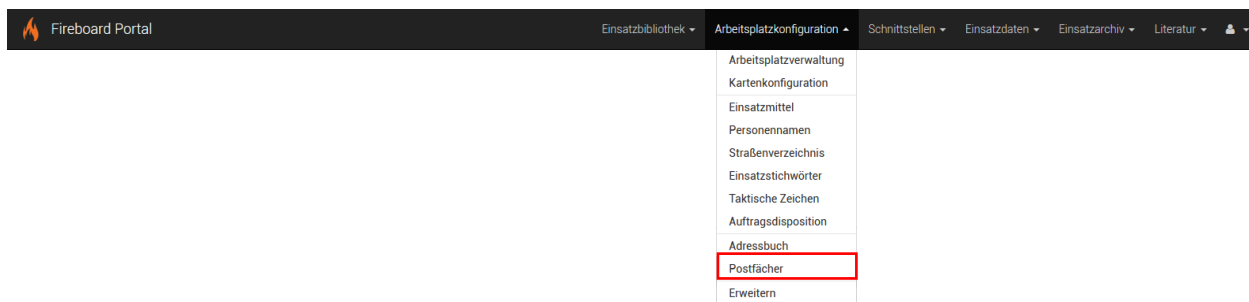 Fireboard Portal Einsatzbibliothek Arbeitsplatzkonfiguration Schnittstellen Einsatzdaten Einsatzarchiv Literatur
Arbeitsplatzverwaltung
Kartenkonfiguration
Einsatzmittel
Personennamen
Straßenverzeichnis
Einsatzstichwörter
Taktische Zeichen
Auftragsdisposition
Adressbuch
Postfächer
Erweitern